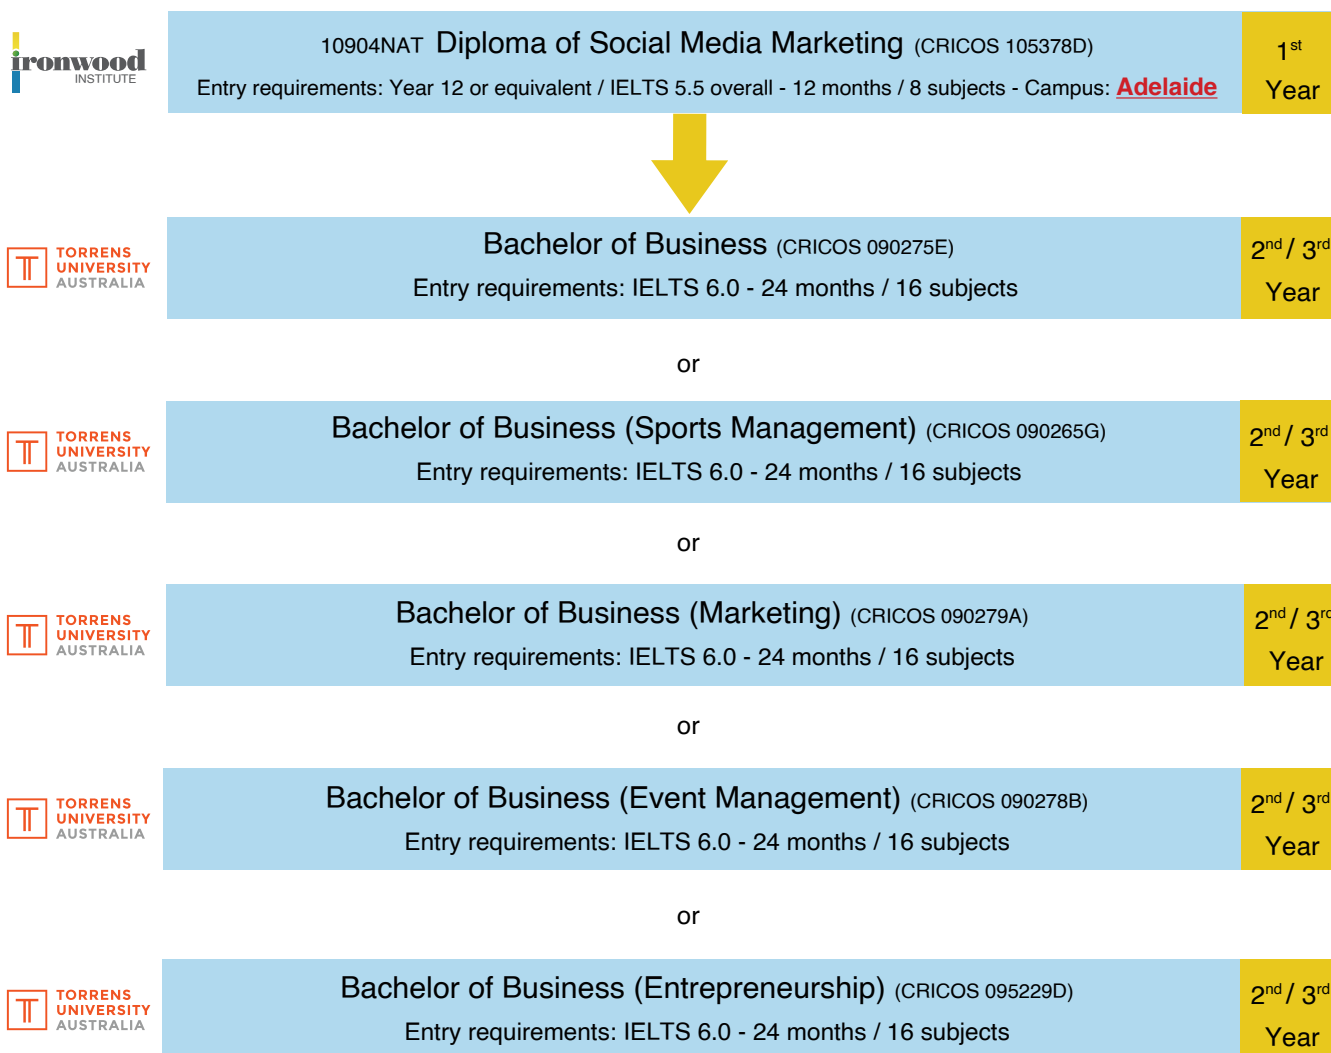 ironwood
INSTITUTE
10904NAT Diploma of Social Media Marketing (CRICOS 105378D)
Entry requirements: Year 12 or equivalent / IELTS 5.5 overall - 12 months / 8 subjects - Campus: Adelaide
1st
Year
TORRENS
UNIVERSITY
AUSTRALIA
Bachelor of Business (CRICOS 090275E)
Entry requirements: IELTS 6.0 - 24 months / 16 subjects
2nd / 3rd
Year
or
TORRENS
UNIVERSITY
AUSTRALIA
Bachelor of Business (Sports Management) (CRICOS 090265G)
Entry requirements: IELTS 6.0 - 24 months / 16 subjects
2nd / 3rd
Year
or
TORRENS
UNIVERSITY
AUSTRALIA
Bachelor of Business (Marketing) (CRICOS 090279A)
Entry requirements: IELTS 6.0 - 24 months / 16 subjects
2nd / 3rd
Year
or
TORRENS
UNIVERSITY
AUSTRALIA
Bachelor of Business (Event Management) (CRICOS 090278B)
Entry requirements: IELTS 6.0 - 24 months / 16 subjects
2nd / 3rd
Year
or
TORRENS
UNIVERSITY
AUSTRALIA
Bachelor of Business (Entrepreneurship) (CRICOS 095229D)
Entry requirements: IELTS 6.0 - 24 months / 16 subjects
2nd / 3rd
Year